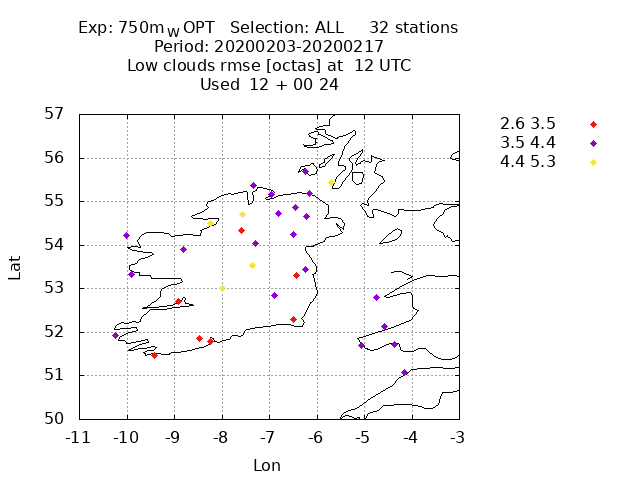 Exp: 750m_W OPT   Selection: ALL     32 stations
Period: 20200203-20200217
Low clouds rmse [octas] at  12 UTC
Used  12 + 00 24
2.6 3.5
3.5 4.4
4.4 5.3
57
56
55
54
53
52
51
50
Lat
-11 -10 -9 -8 -7 -6 -5 -4 -3
Lon